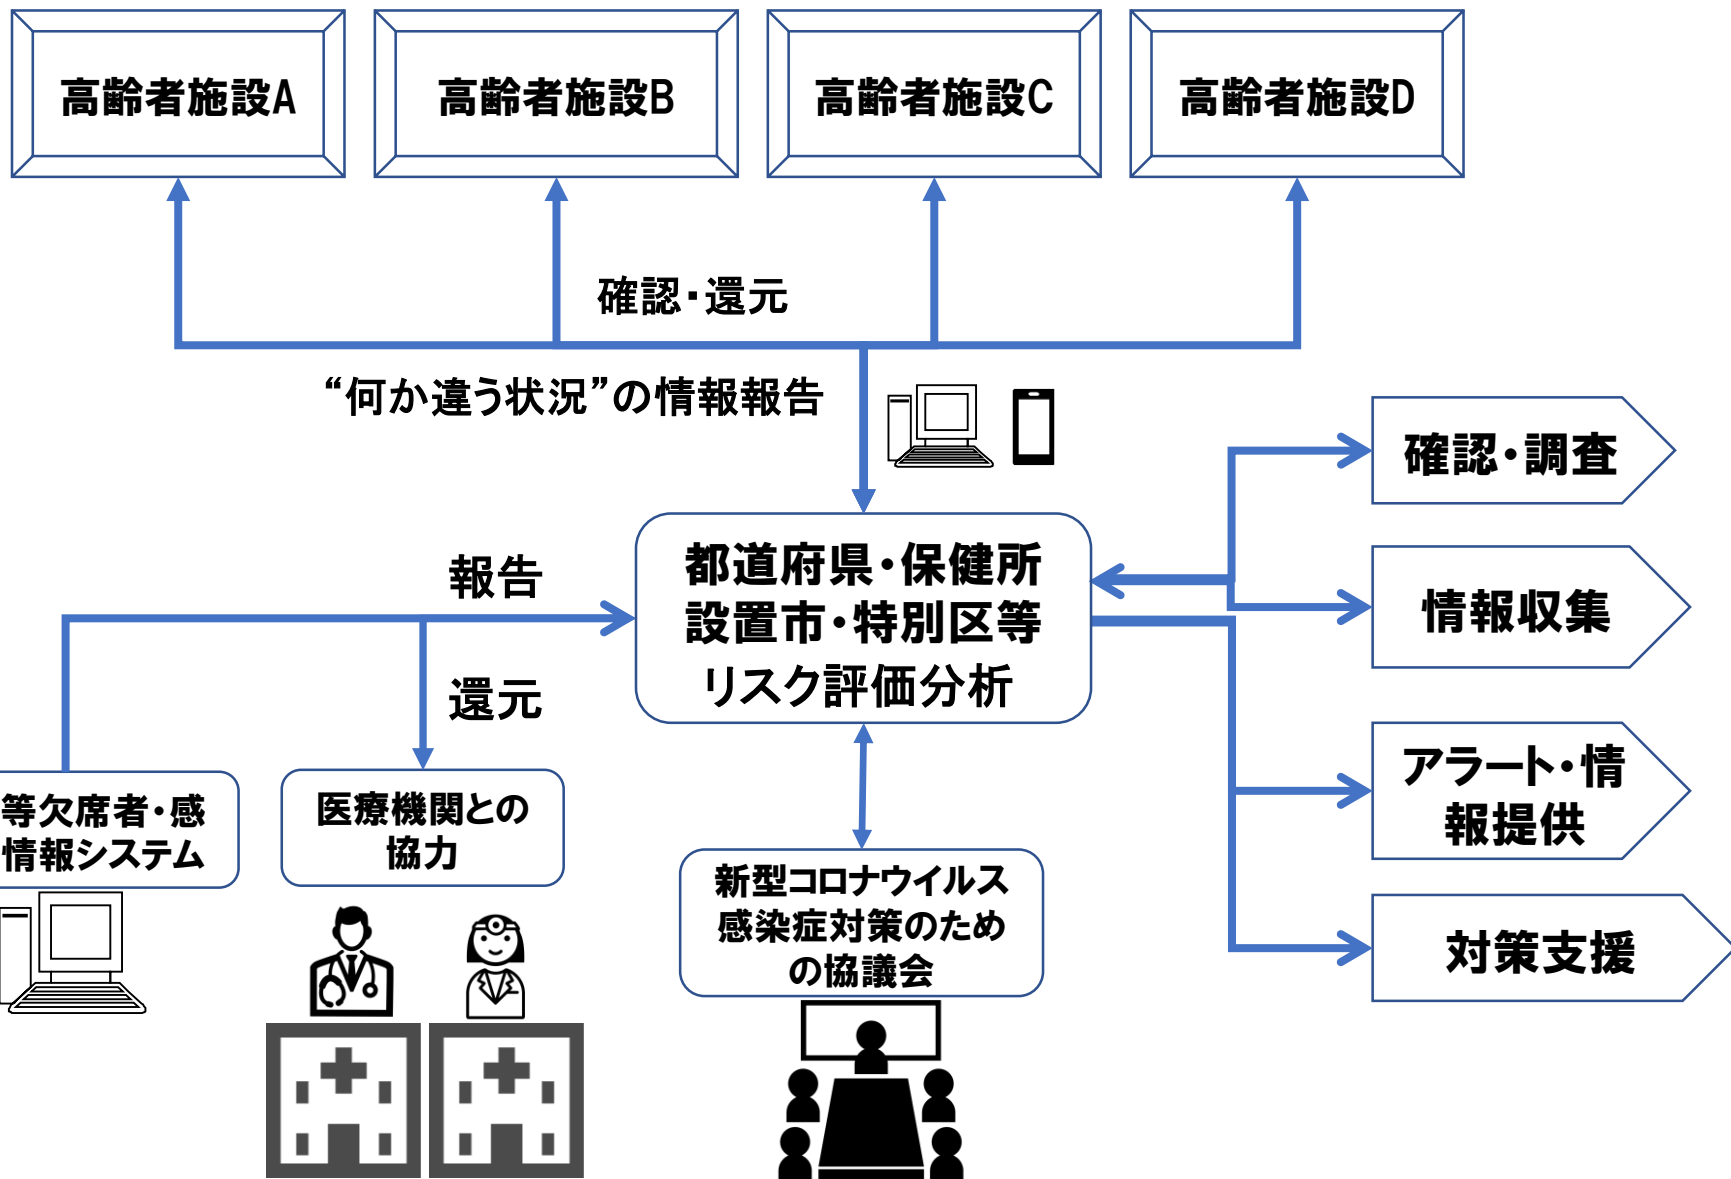 高齢者施設A
高齢者施設B
高齢者施設C
高齢者施設D
確認・還元
“何か違う状況”の情報報告
確認・調査
報告
都道府県・保健所
設置市・特別区等
リスク評価分析
情報収集
還元
アラート・情
報提供
等欠席者・感
情報システム
医療機関との
協力
新型コロナウイルス
感染症対策のため
の協議会
対策支援